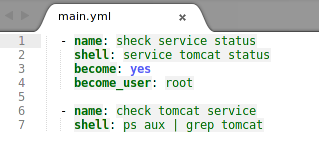 main.yml ×
1 - name: sheck service status
2 shell: service tomcat status
3 become: yes
4 become_user: root
5
6 - name: check tomcat service
7 shell: ps aux | grep tomcat